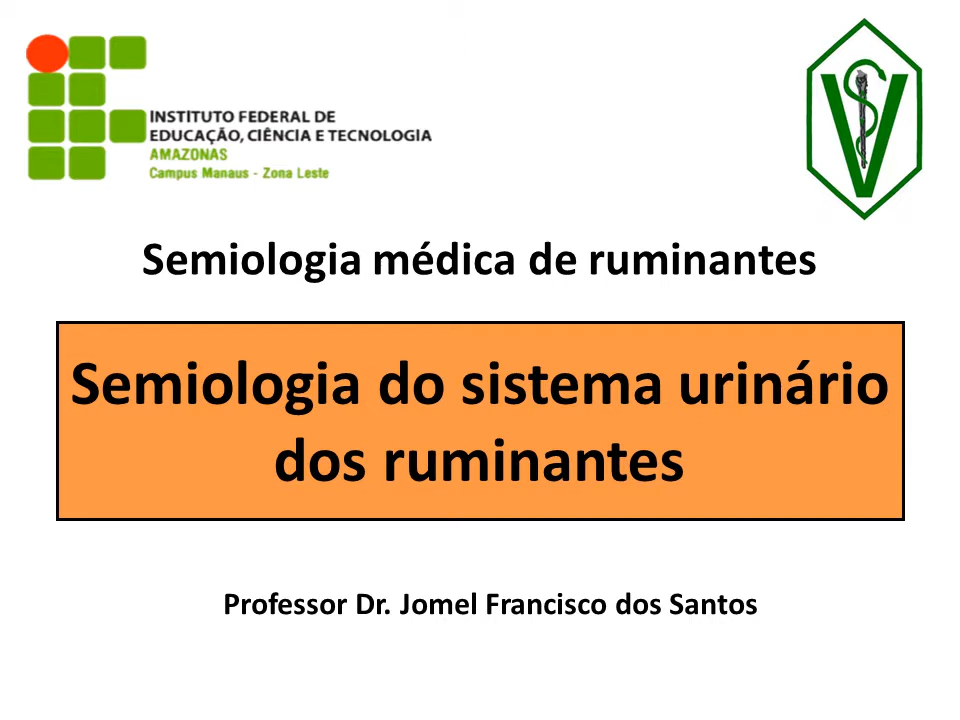 INSTITUTO FEDERAL DE
EDUCAÇÃO, CIÊNCIA E TECNOLOGIA
AMAZONAS
Campus Manaus - Zona Leste
V
Semiologia médica de ruminantes
Semiologia do sistema urinário
dos ruminantes
Professor Dr. Jomel Francisco dos Santos